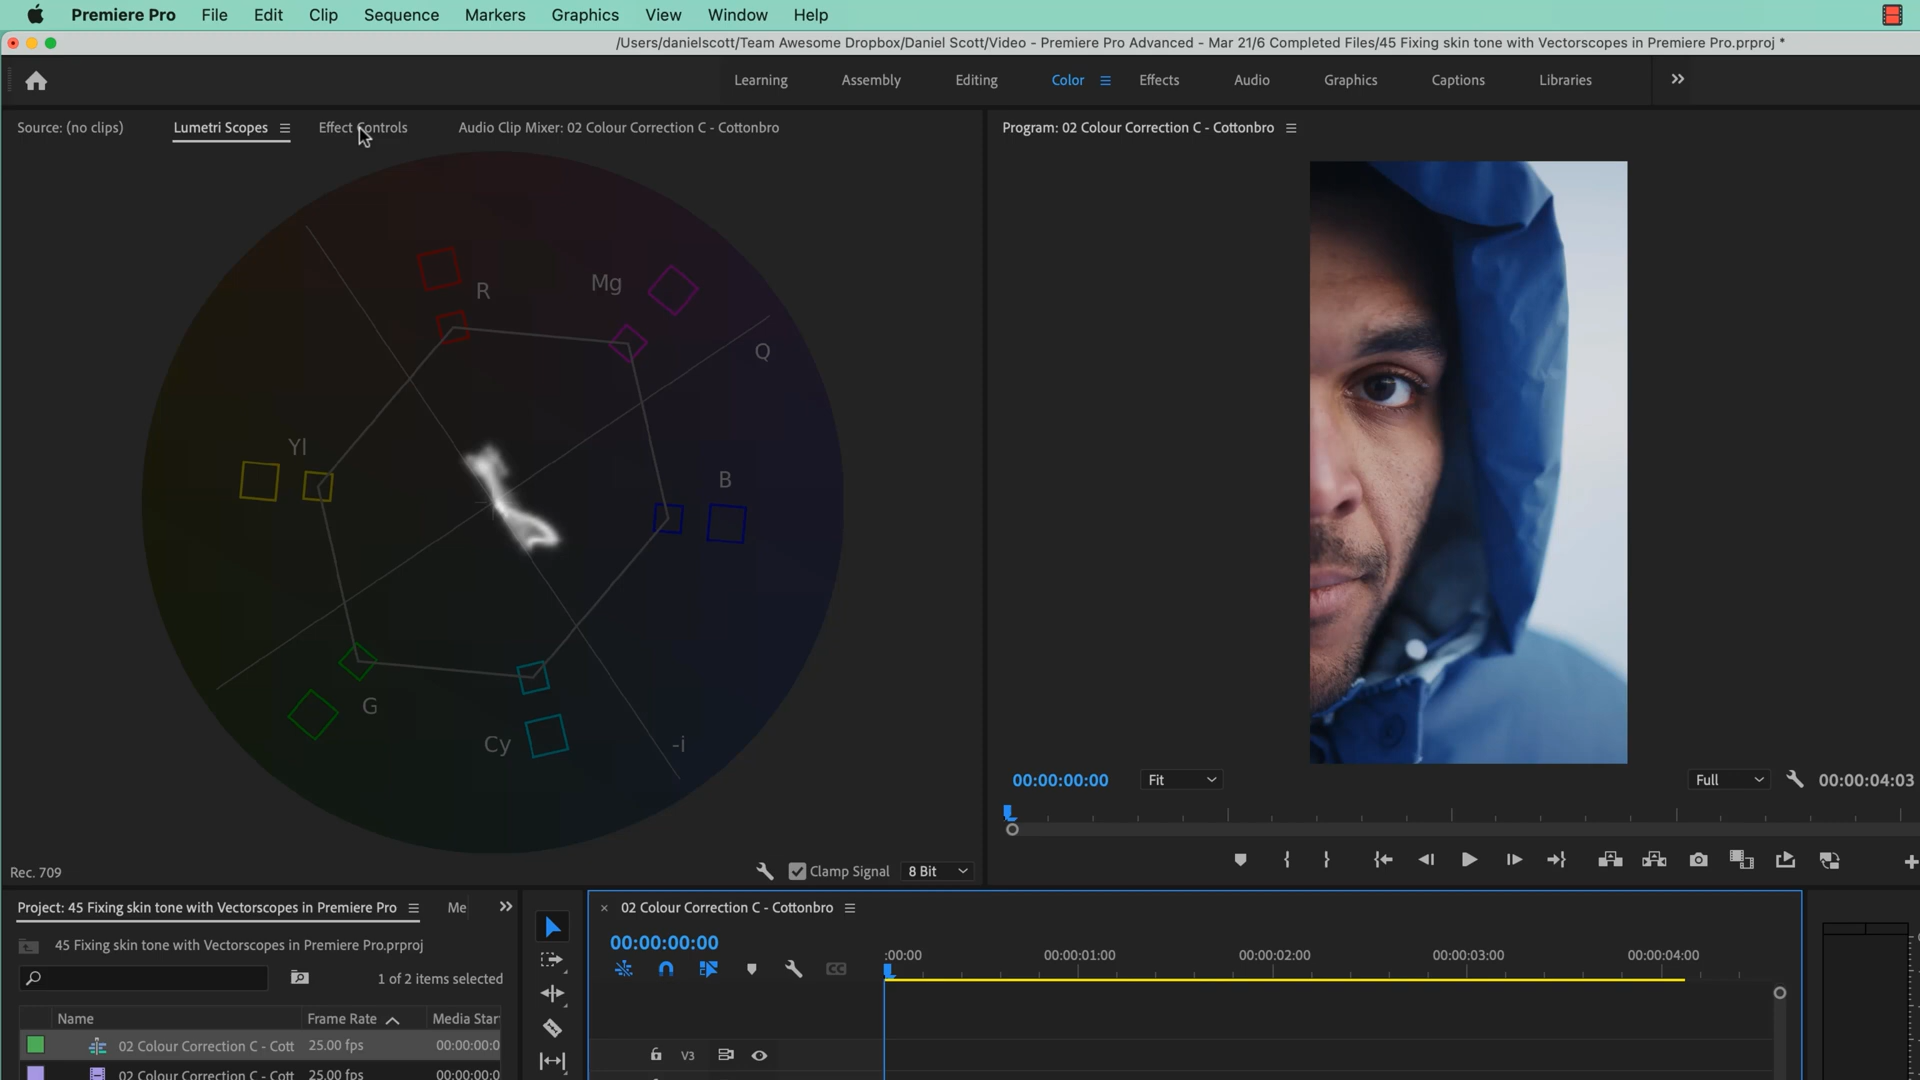 Premiere Pro File Edit Clip Sequence Markers Graphics View Window Help
/Users/danielscott/Team Awesome Dropbox/Daniel Scott/Video - Premiere Pro Advanced - Mar 21/6 Completed Files/45 Fixing skin tone with Vectorscopes in Premiere Pro.prproj *
Learning Assembly Editing Color Effects Audio Graphics Captions Libraries
Source: (no clips) Lumetri Scopes Effect Controls Audio Clip Mixer: 02 Colour Correction C - Cottonbro
Program: 02 Colour Correction C - Cottonbro
R
Mg
Q
Yl
B
G
Cy
-i
Rec. 709
Clamp Signal 8 Bit
00:00:00:00 Fit Full 00:00:04:03
Project: 45 Fixing skin tone with Vectorscopes in Premiere Pro Me
45 Fixing skin tone with Vectorscopes in Premiere Pro.prproj
1 of 2 items selected
Name Frame Rate Media Star
02 Colour Correction C - Cott 25.00 fps 00:00:00:0
02 Colour Correction C - Cott 25.00 fps 00:00:00:0
02 Colour Correction C - Cottonbro
00:00:00:00
:00:00 00:00:01:00 00:00:02:00 00:00:03:00 00:00:04:00
CC
V3